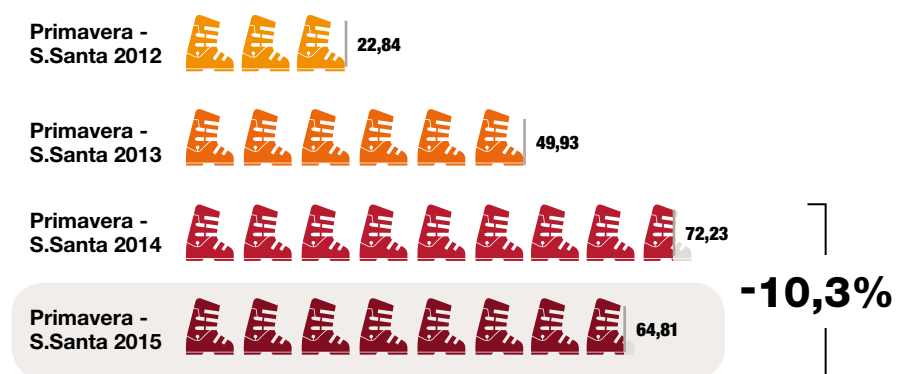 Primavera -
S.Santa 2012
22,84
Primavera -
S.Santa 2013
49,93
Primavera -
S.Santa 2014
72,23
-10,3%
Primavera -
S.Santa 2015
64,81